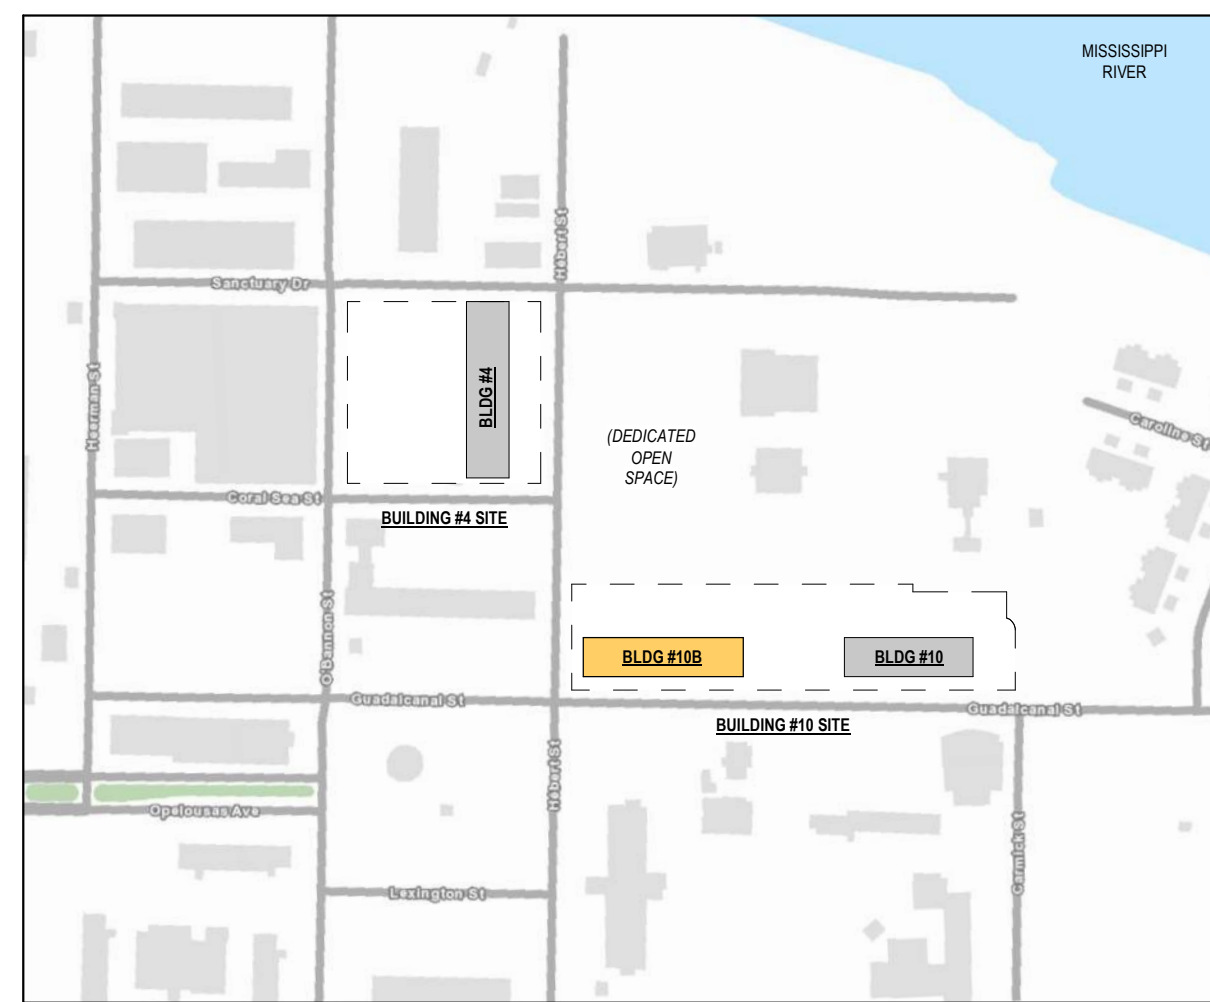 MISSISSIPPI
RIVER
Hebert St
Sanctuary Dr
Heerman St
BLDG #4
(DEDICATED
OPEN
SPACE)
Caroline St
Coral Sea St
BUILDING #4 SITE
O'Bannon St
BLDG #10B
BLDG #10
Guadalcanal St
Guadalcanal St
BUILDING #10 SITE
Hebert St
Opelousas Ave
Carmick St
Lexington St